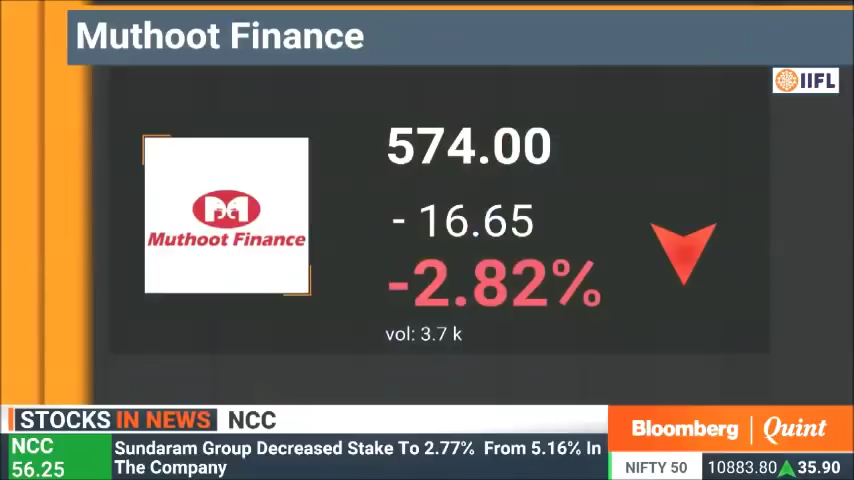 Muthoot Finance
IIFL
574.00
- 16.65
-2.82%
vol: 3.7 k
Muthoot Finance
STOCKS IN NEWS NCC
NCC
56.25
Sundaram Group Decreased Stake To 2.77% From 5.16% In
The Company
Bloomberg | Quint
NIFTY 50 10883.80 35.90